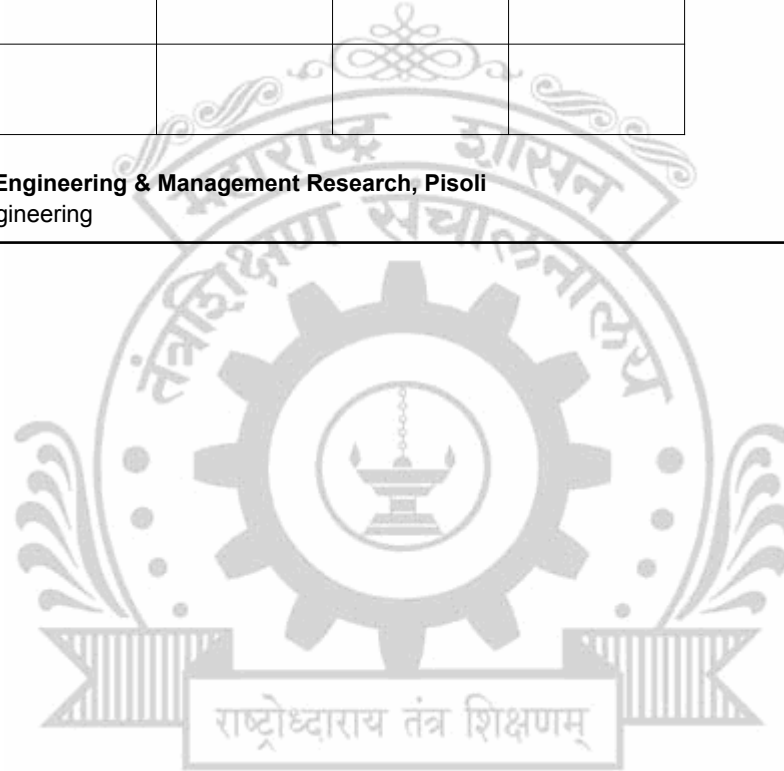 महाराष्ट्र शासन
Engineering & Management Research, Pisoli
gineering
तंत्रशिक्षण संचालनालय
राष्ट्रोध्दाराय तंत्र शिक्षणम्